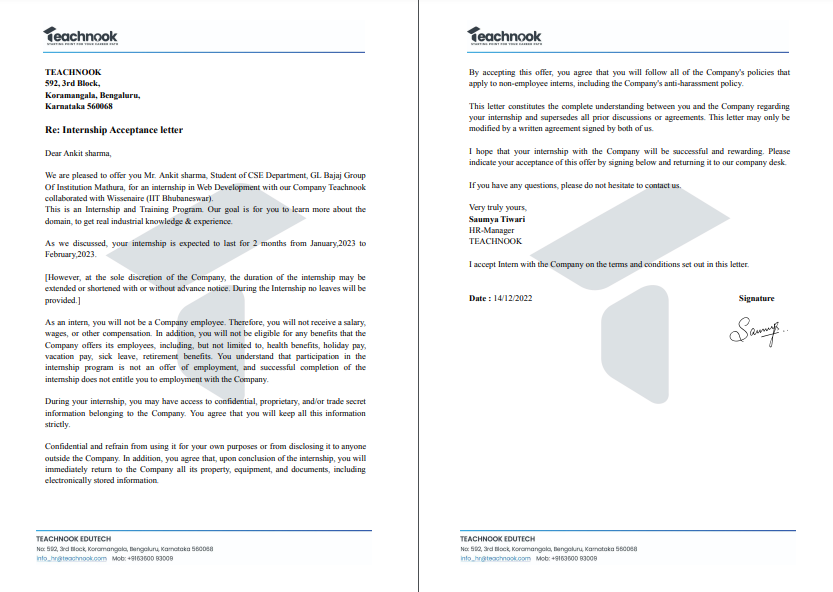 Teachnook
STARTING POINT FOR YOUR CAREER PATH
TEACHNOOK
592, 3rd Block,
Koramangala, Bengaluru,
Karnataka 560068
Re: Internship Acceptance letter
Dear Ankit sharma,
We are pleased to offer you Mr. Ankit sharma, Student of CSE Department, GL Bajaj Group
Of Institution Mathura, for an internship in Web Development with our Company Teachnook
collaborated with Wissenaire (IIT Bhubaneswar).
This is an Internship and Training Program. Our goal is for you to learn more about the
domain, to get real industrial knowledge & experience.
As we discussed, your internship is expected to last for 2 months from January,2023 to
February,2023.
[However, at the sole discretion of the Company, the duration of the internship may be
extended or shortened with or without advance notice. During the Internship no leaves will be
provided.]
As an intern, you will not be a Company employee. Therefore, you will not receive a salary,
wages, or other compensation. In addition, you will not be eligible for any benefits that the
Company offers its employees, including, but not limited to, health benefits, holiday pay,
vacation pay, sick leave, retirement benefits. You understand that participation in the
internship program is not an offer of employment, and successful completion of the
internship does not entitle you to employment with the Company.
During your internship, you may have access to confidential, proprietary, and/or trade secret
information belonging to the Company. You agree that you will keep all this information
strictly.
Confidential and refrain from using it for your own purposes or from disclosing it to anyone
outside the Company. In addition, you agree that, upon conclusion of the internship, you will
immediately return to the Company all its property, equipment, and documents, including
electronically stored information.
TEACHNOOK EDUTECH
No: 592, 3rd Block, Koramangala, Bengaluru, Karnataka 560068
info_hr@teachnook.com Mob: +9163600 93009
Teachnook
STARTING POINT FOR YOUR CAREER PATH
By accepting this offer, you agree that you will follow all of the Company's policies that
apply to non-employee interns, including the Company's anti-harassment policy.
This letter constitutes the complete understanding between you and the Company regarding
your internship and supersedes all prior discussions or agreements. This letter may only be
modified by a written agreement signed by both of us.
I hope that your internship with the Company will be successful and rewarding. Please
indicate your acceptance of this offer by signing below and returning it to our company desk.
If you have any questions, please do not hesitate to contact us.
Very truly yours,
Saumya Tiwari
HR-Manager
TEACHNOOK
I accept Intern with the Company on the terms and conditions set out in this letter.
Date : 14/12/2022 Signature
Saumya..
TEACHNOOK EDUTECH
No: 592, 3rd Block, Koramangala, Bengaluru, Karnataka 560068
info_hr@teachnook.com Mob: +9163600 93009